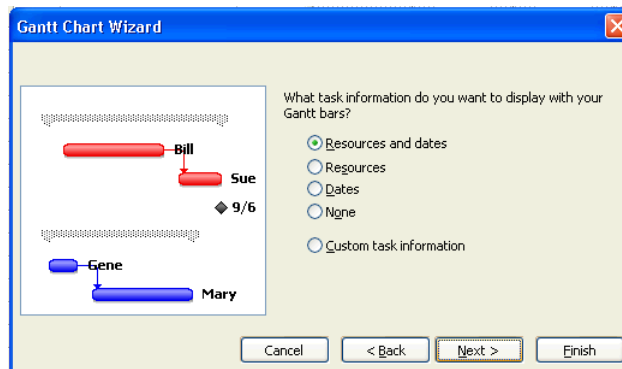 Gantt Chart Wizard
What task information do you want to display with your
Gantt bars?
Resources and dates
Resources
Dates
None
Custom task information
Bill
Sue
9/6
Gene
Mary
Cancel
< Back
Next >
Finish